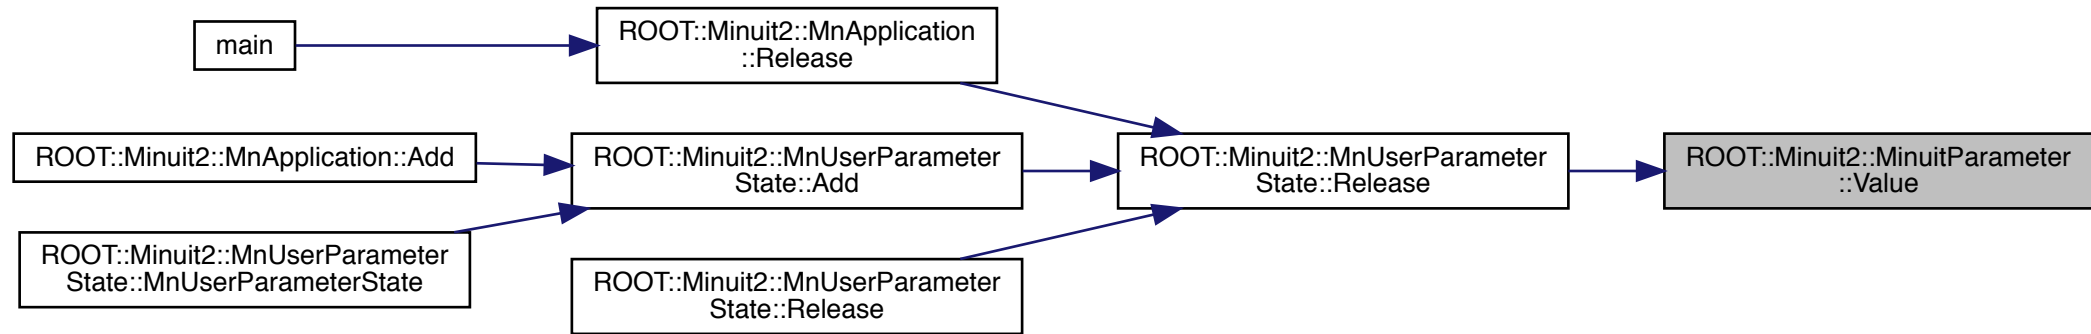 main
ROOT::Minuit2::MnApplication
::Release
ROOT::Minuit2::MnApplication::Add
ROOT::Minuit2::MnUserParameter
State::Add
ROOT::Minuit2::MnUserParameter
State::Release
ROOT::Minuit2::MinuitParameter
::Value
ROOT::Minuit2::MnUserParameter
State::MnUserParameterState
ROOT::Minuit2::MnUserParameter
State::Release